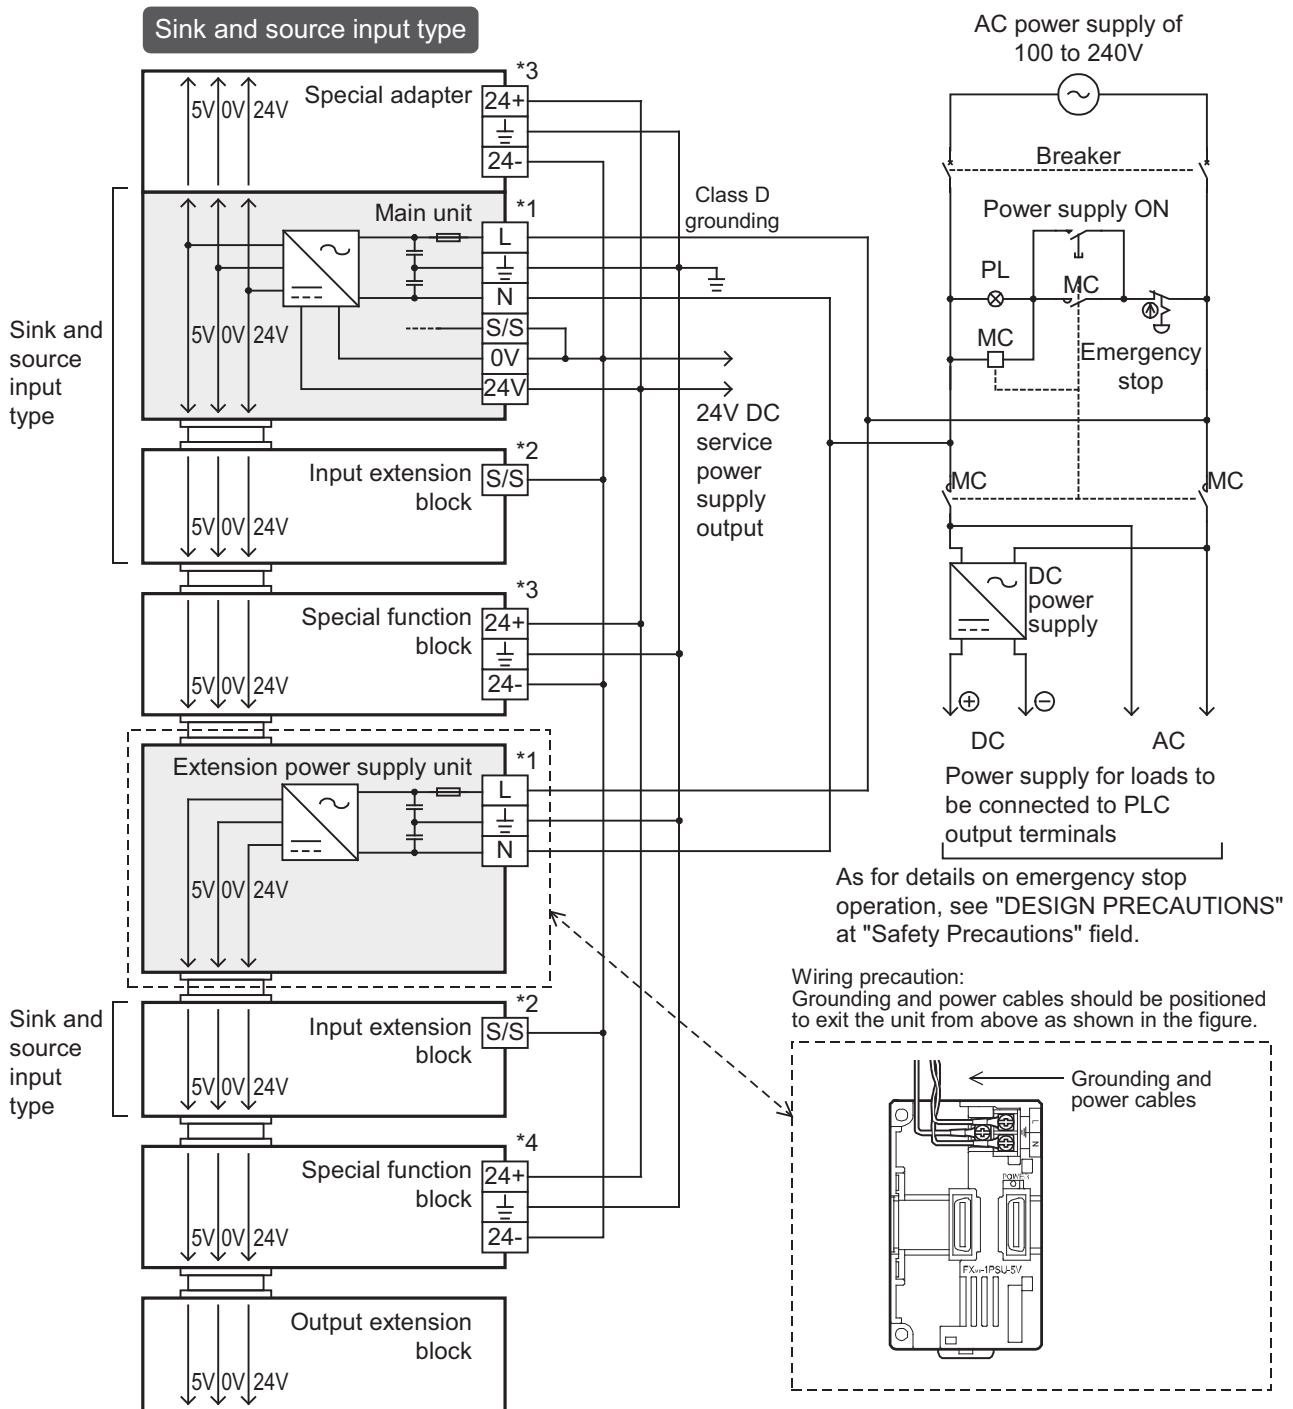 Sink and source input type
*3
Special adapter
5V 0V 24V
24+
24-
Sink and
source
input
type
*1
Main unit
L
N
S/S
0V
24V
5V 0V 24V
Class D
grounding
24V DC
service
power
supply
output
*2
Input extension
block
S/S
5V 0V 24V
*3
Special function
block
24+
24-
5V 0V 24V
*1
Extension power supply unit
L
N
5V 0V 24V
Sink and
source
input
type
*2
Input extension
block
S/S
5V 0V 24V
*4
Special function
block
24+
24-
5V 0V 24V
Output extension
block
5V 0V 24V
AC power supply of
100 to 240V
Breaker
Power supply ON
PL
MC
MC
Emergency
stop
MC
MC
DC
power
supply
DC
AC
Power supply for loads to
be connected to PLC
output terminals
As for details on emergency stop
operation, see "DESIGN PRECAUTIONS"
at "Safety Precautions" field.
Wiring precaution:
Grounding and power cables should be positioned
to exit the unit from above as shown in the figure.
Grounding and
power cables
L
N
POWER
-1PSU-5V